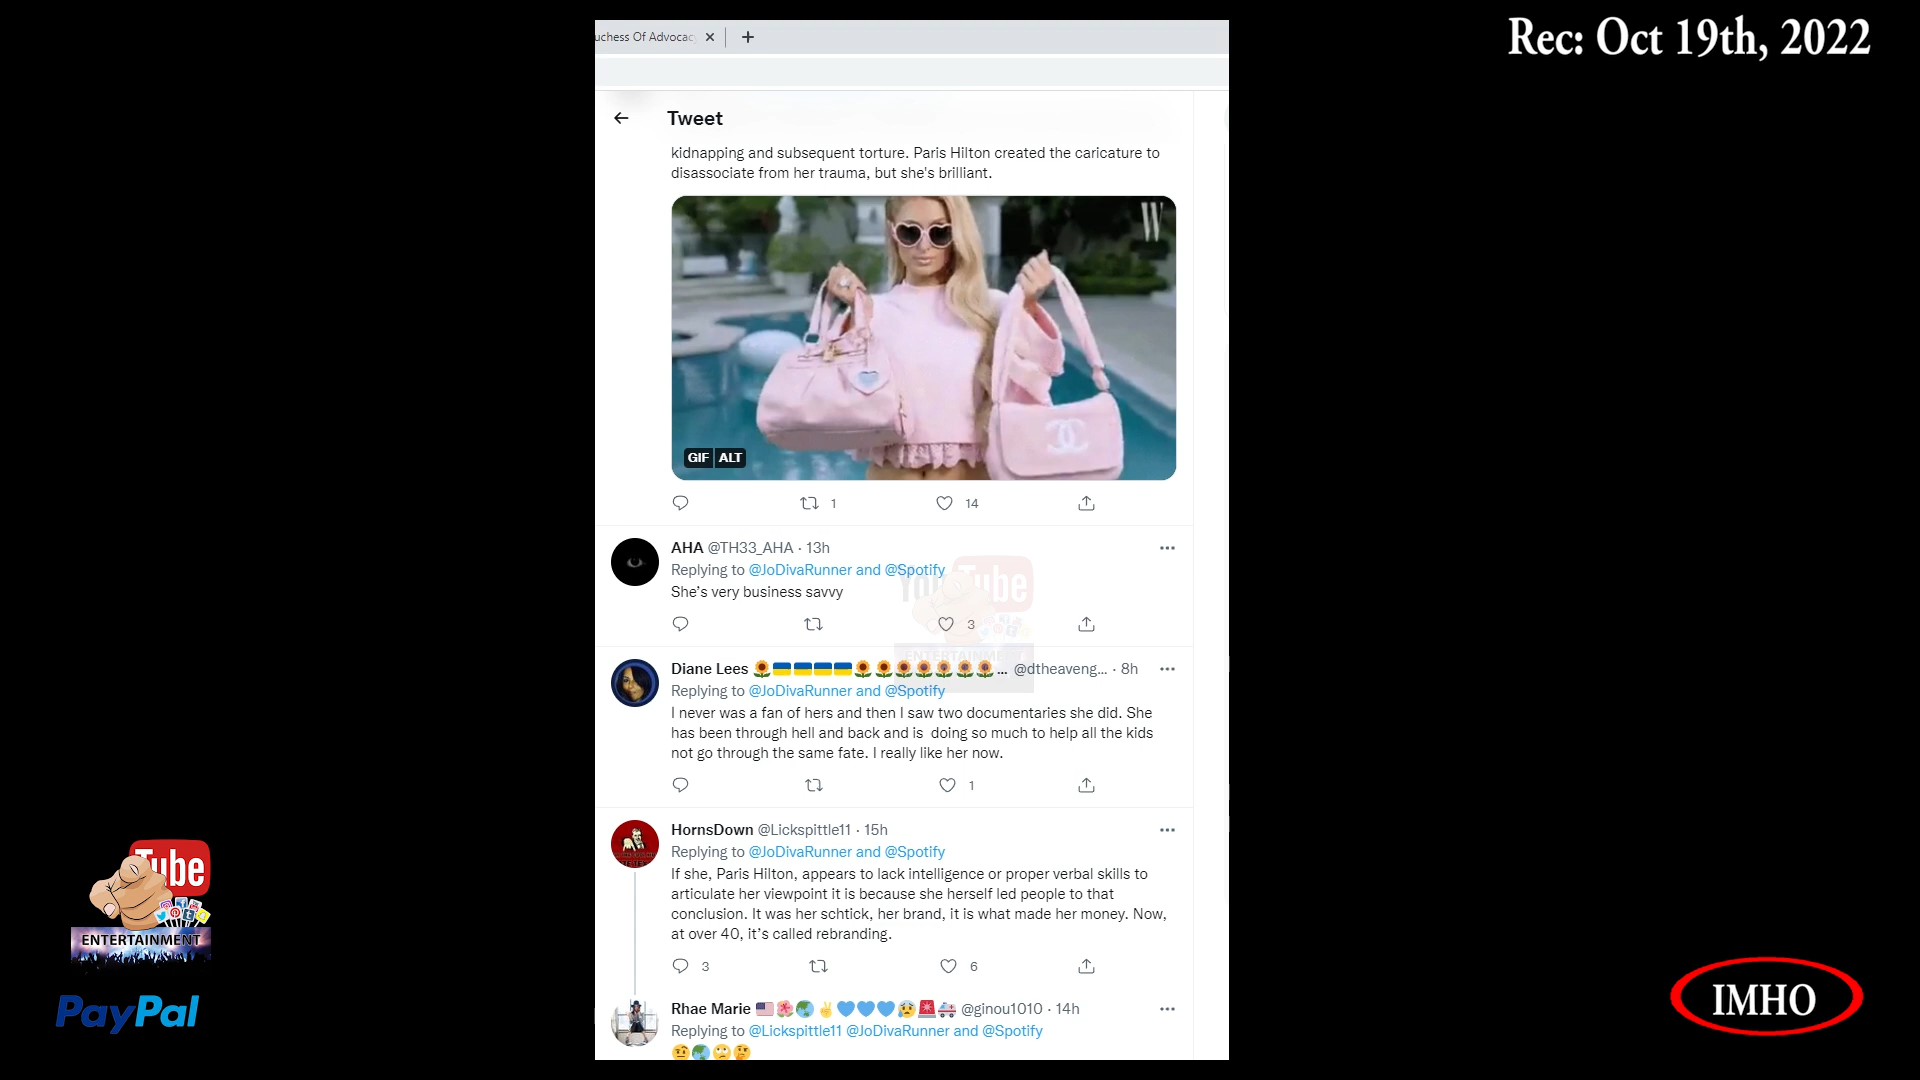 Rec: Oct 19th, 2022
uchess Of Advocac
Tweet
kidnapping and subsequent torture. Paris Hilton created the caricature to
disassociate from her trauma, but she's brilliant.
W
GIF ALT
1 14
AHA @TH33_AHA · 13h
Replying to @JoDivaRunner and @Spotify
She's very business savvy
3
YouTube
ENTERTAINMENT
Diane Lees 🌻🇺🇦🇺🇦🇺🇦🇺🇦🌻🌻🌻🌻🌻🌻🌻... @dtheaveng... · 8h
Replying to @JoDivaRunner and @Spotify
I never was a fan of hers and then I saw two documentaries she did. She
has been through hell and back and is  doing so much to help all the kids
not go through the same fate. I really like her now.
1
HornsDown @Lickspittle11 · 15h
Replying to @JoDivaRunner and @Spotify
If she, Paris Hilton, appears to lack intelligence or proper verbal skills to
articulate her viewpoint it is because she herself led people to that
conclusion. It was her schtick, her brand, it is what made her money. Now,
at over 40, it's called rebranding.
3 6
Rhae Marie 🇺🇸🌺🌏✌💙💙💙😰🚨🚑 @ginou1010 · 14h
Replying to @Lickspittle11 @JoDivaRunner and @Spotify
🤨🌏🙄🤔
Tube
ENTERTAINMENT
PayPal
IMHO